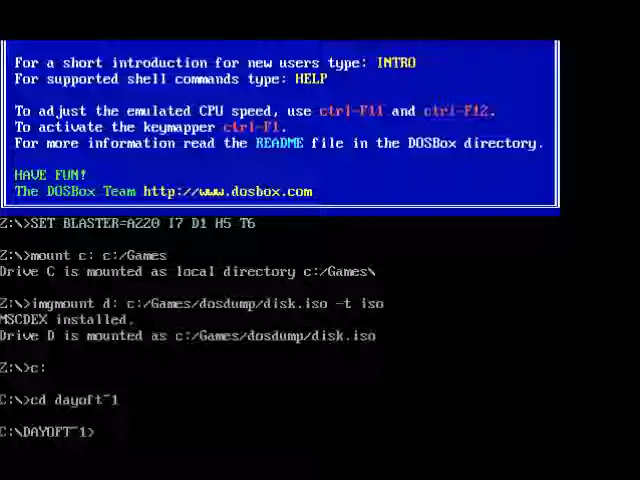 For a short introduction for new users type: INTRO
For supported shell commands type: HELP
To adjust the emulated CPU speed, use ctrl-F11 and ctrl-F12.
To activate the keymapper ctrl-F1.
For more information read the README file in the DOSBox directory.
HAVE FUN!
The DOSBox Team http://www.dosbox.com
Z:\>SET BLASTER=A220 I7 D1 H5 T6
Z:\>mount c: c:/Games
Drive C is mounted as local directory c:/Games\
Z:\>imgmount d: c:/Games/dosdump/disk.iso -t iso
MSCDEX installed.
Drive D is mounted as c:/Games/dosdump/disk.iso
Z:\>c:
C:\>cd dayoft~1
C:\DAYOFT~1>